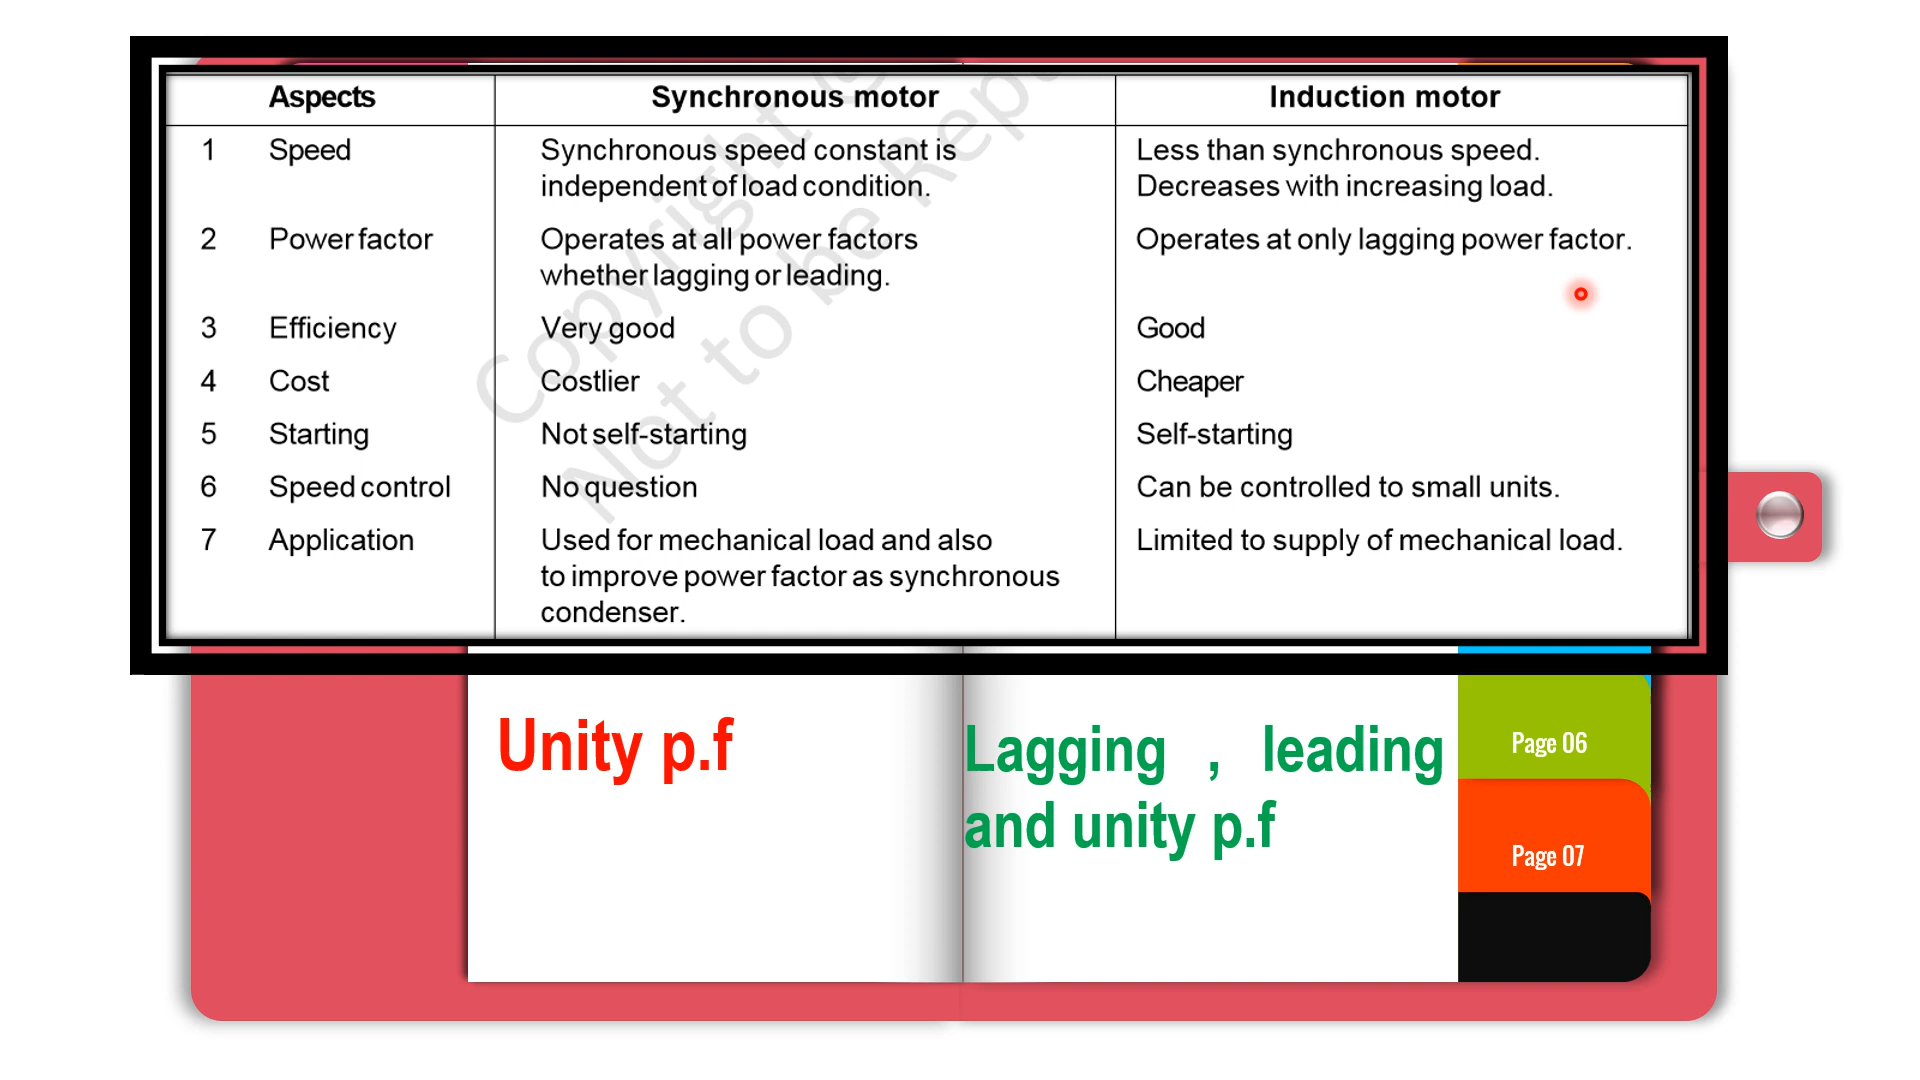 Aspects Synchronous motor Induction motor
1 Speed Synchronous speed constant is Less than synchronous speed.
independent of load condition. Decreases with increasing load.
2 Power factor Operates at all power factors Operates at only lagging power factor.
whether lagging or leading.
3 Efficiency Very good Good
4 Cost Costlier Cheaper
5 Starting Not self-starting Self-starting
6 Speed control No question Can be controlled to small units.
7 Application Used for mechanical load and also Limited to supply of mechanical load.
to improve power factor as synchronous
condenser.
Copyright
Not to be
Unity p.f
Lagging , leading
and unity p.f
Page 06
Page 07